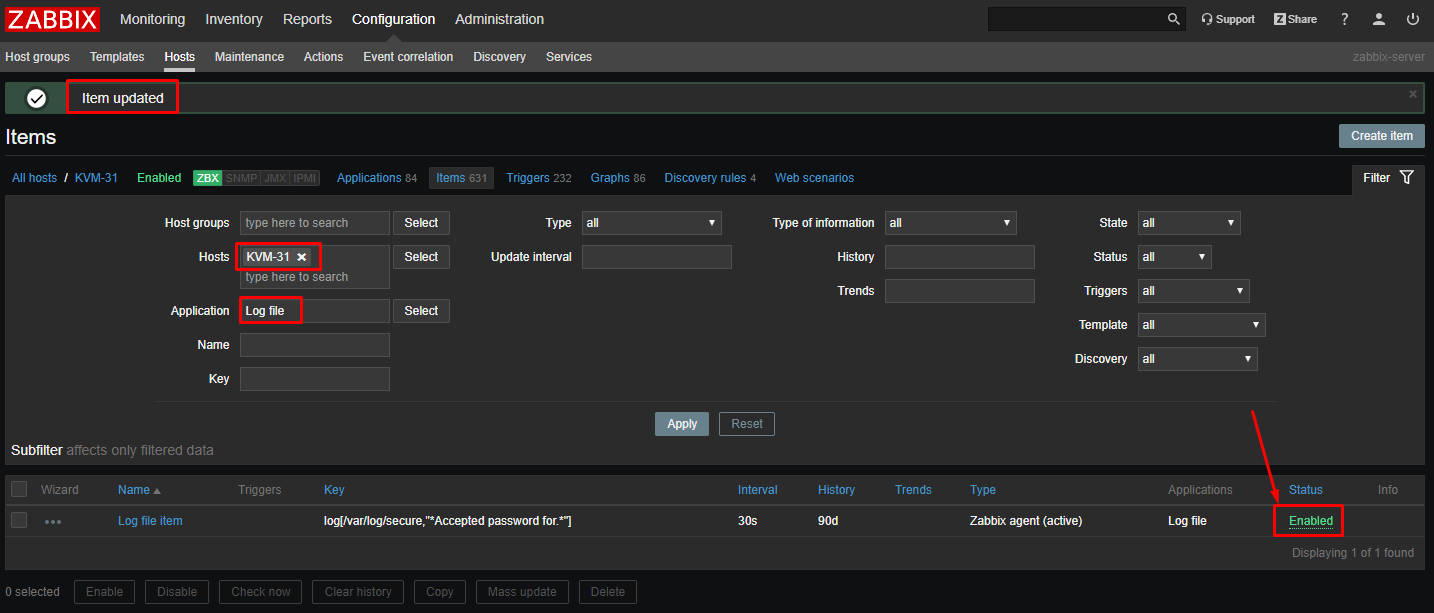 ZABBIX Monitoring Inventory Reports Configuration Administration Support Z Share ?
Host groups Templates Hosts Maintenance Actions Event correlation Discovery Services zabbix-server
Item updated ×
Items Create item
All hosts / KVM-31 Enabled ZBX SNMP JMX IPMI Applications 84 Items 631 Triggers 232 Graphs 86 Discovery rules 4 Web scenarios Filter
Host groups type here to search Select Type all Type of information all State all
Hosts KVM-31 × Select Update interval History Status all
type here to search
Trends Triggers all
Application Log file Select
Template all
Name
Discovery all
Key
Apply Reset
Subfilter affects only filtered data
Wizard Name Triggers Key Interval History Trends Type Applications Status Info
Log file item log[/var/log/secure,"*Accepted password for.*"] 30s 90d Zabbix agent (active) Log file Enabled
Displaying 1 of 1 found
0 selected Enable Disable Check now Clear history Copy Mass update Delete